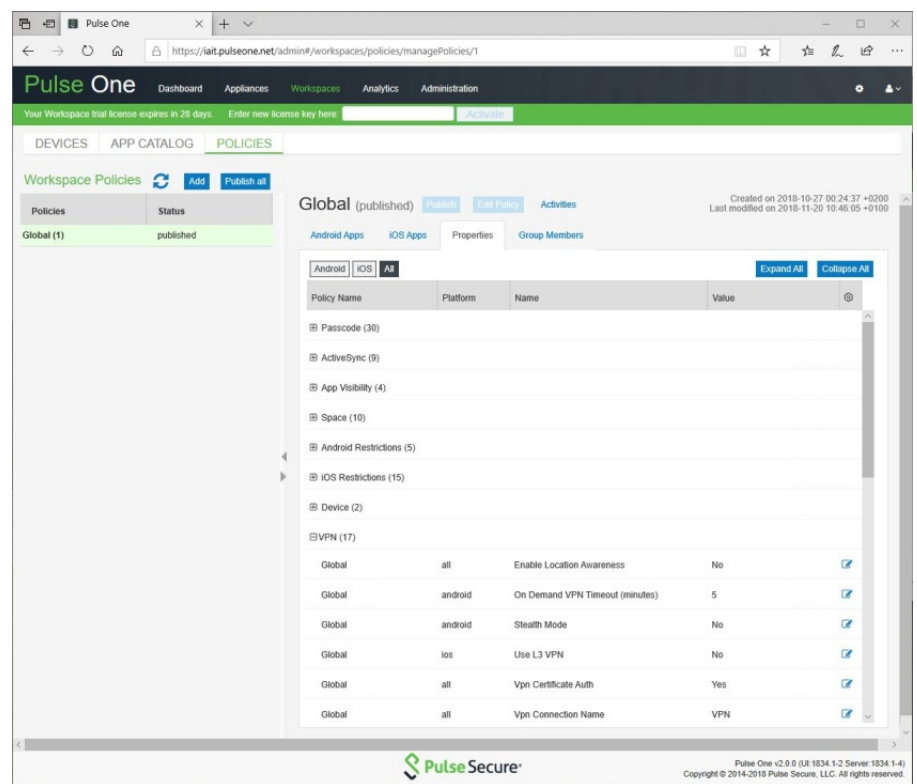 Pulse One
https://iait.pulseone.net/admin#/workspaces/policies/managePolicies/1
Pulse One Dashboard Appliances Workspaces Analytics Administration
Your Workspace trial license expires in 28 days. Enter new license key here: Activate
DEVICES APP CATALOG POLICIES
Workspace Policies Add Publish all
Policies Status
Global (1) published
Global (published) Publish Edit Policy Activities
Created on 2018-10-27 00:24:37 +0200
Last modified on 2018-11-20 10:46:05 +0100
Android Apps iOS Apps Properties Group Members
Android iOS All Expand All Collapse All
Policy Name Platform Name Value
Passcode (30)
ActiveSync (9)
App Visibility (4)
Space (10)
Android Restrictions (5)
iOS Restrictions (15)
Device (2)
VPN (17)
Global all Enable Location Awareness No
Global android On Demand VPN Timeout (minutes) 5
Global android Stealth Mode No
Global ios Use L3 VPN No
Global all Vpn Certificate Auth Yes
Global all Vpn Connection Name VPN
Pulse Secure
Pulse One v2.0.0 (UI:1834.1-2 Server:1834.1-4)
Copyright © 2014-2018 Pulse Secure, LLC. All rights reserved.